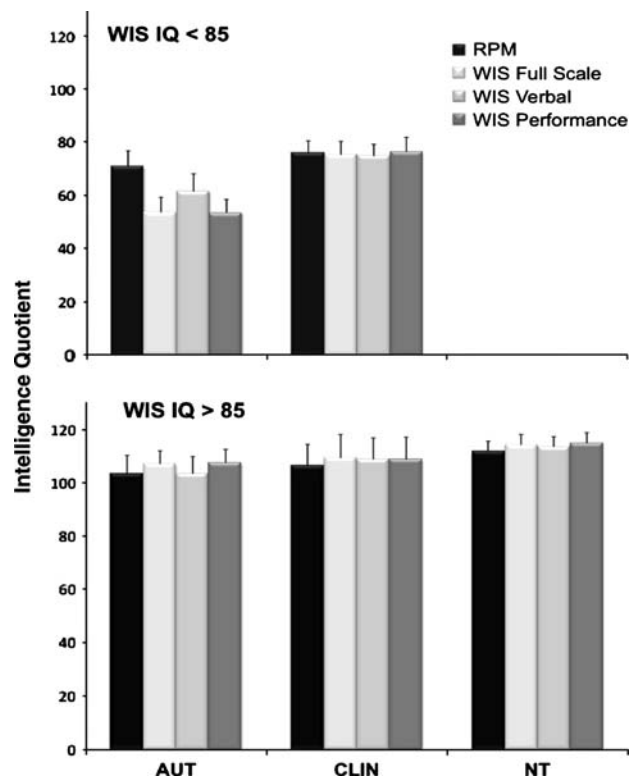 WIS IQ < 85
RPM
WIS Full Scale
WIS Verbal
WIS Performance
120
100
80
60
40
20
0
Intelligence Quotient
WIS IQ > 85
120
100
80
60
40
20
0
AUT CLIN NT